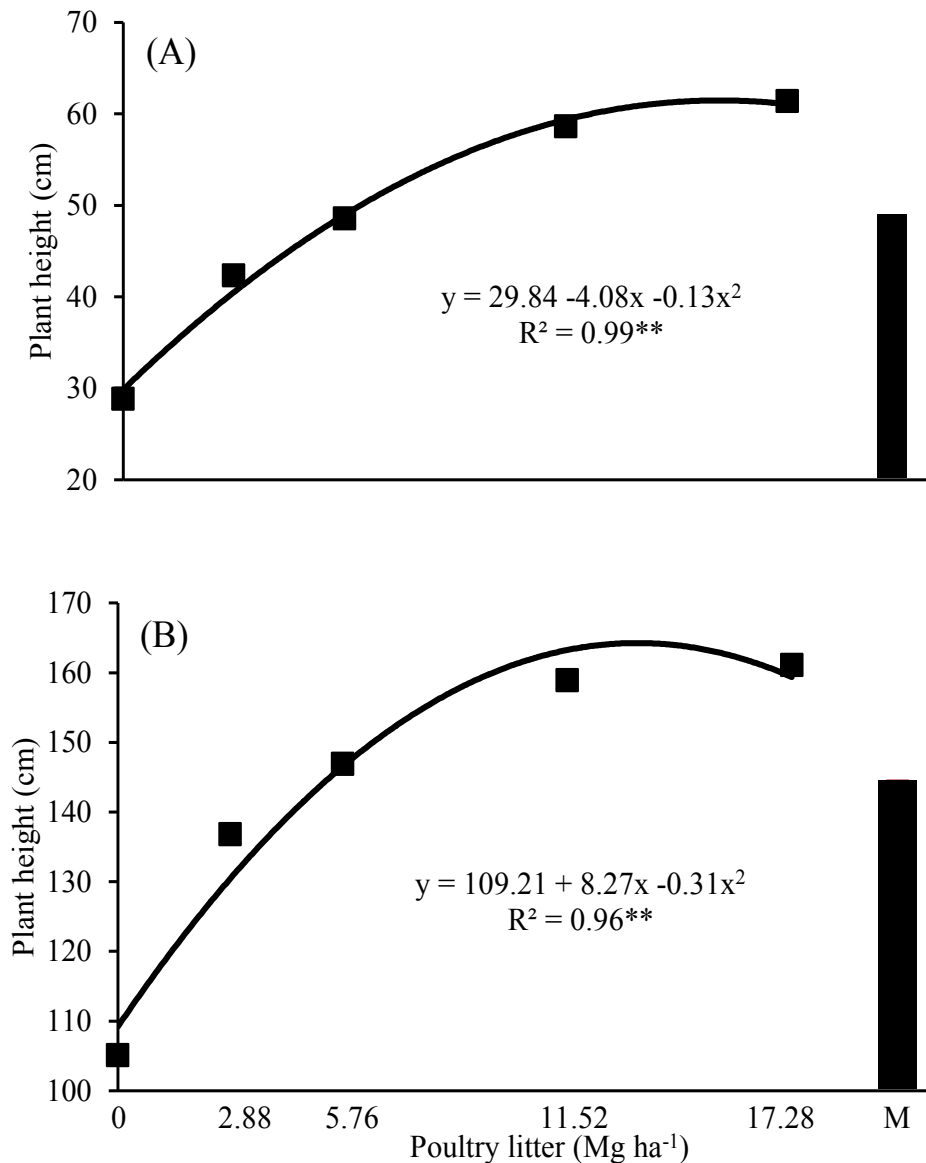 70
(A)
60
50
40
30
20
Plant height (cm)
y = 29.84 -4.08x -0.13x²
R² = 0.99**
170
(B)
160
150
140
130
120
110
100
Plant height (cm)
y = 109.21 + 8.27x -0.31x²
R² = 0.96**
0 2.88 5.76 11.52 17.28 M
Poultry litter (Mg ha⁻¹)